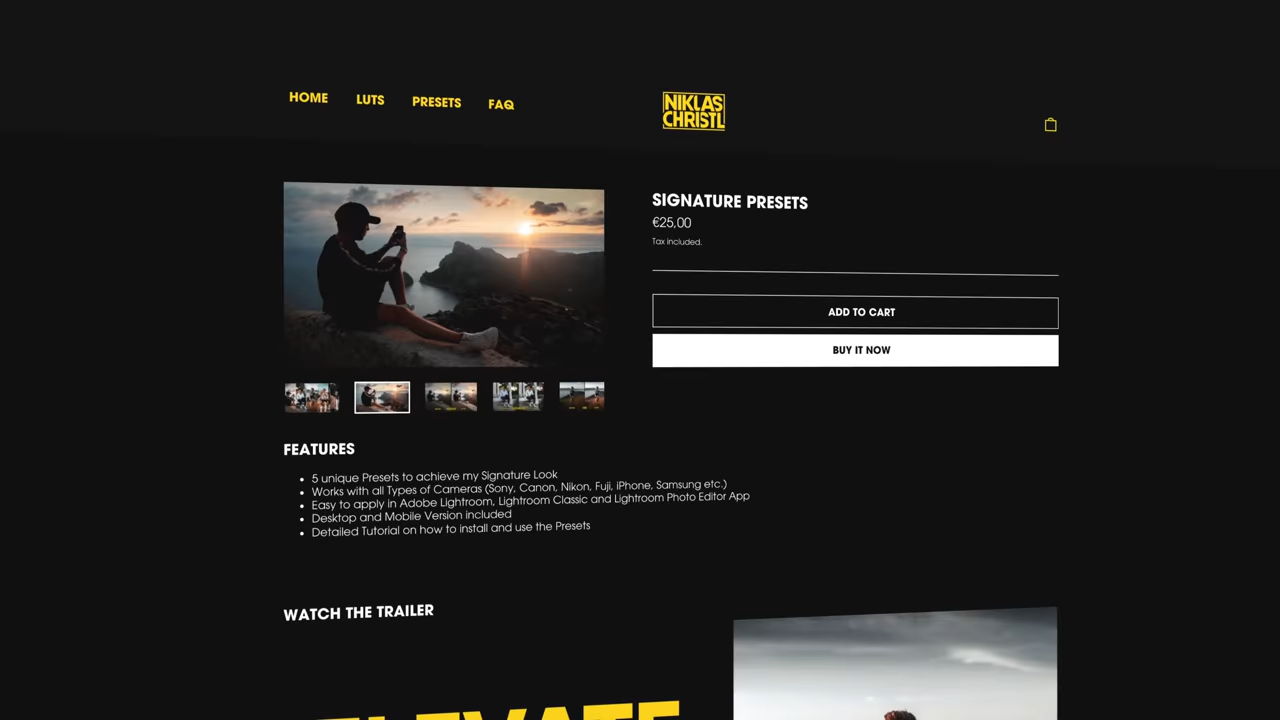 HOME LUTS PRESETS FAQ
NIKLAS
CHRISTL
SIGNATURE PRESETS
€25,00
Tax included.
ADD TO CART
BUY IT NOW
FEATURES
• 5 unique Presets to achieve my Signature Look
• Works with all Types of Cameras (Sony, Canon, Nikon, Fuji, iPhone, Samsung etc.)
• Easy to apply in Adobe Lightroom, Lightroom Classic and Lightroom Photo Editor App
• Desktop and Mobile Version included
• Detailed Tutorial on how to install and use the Presets
WATCH THE TRAILER
ELEVATE